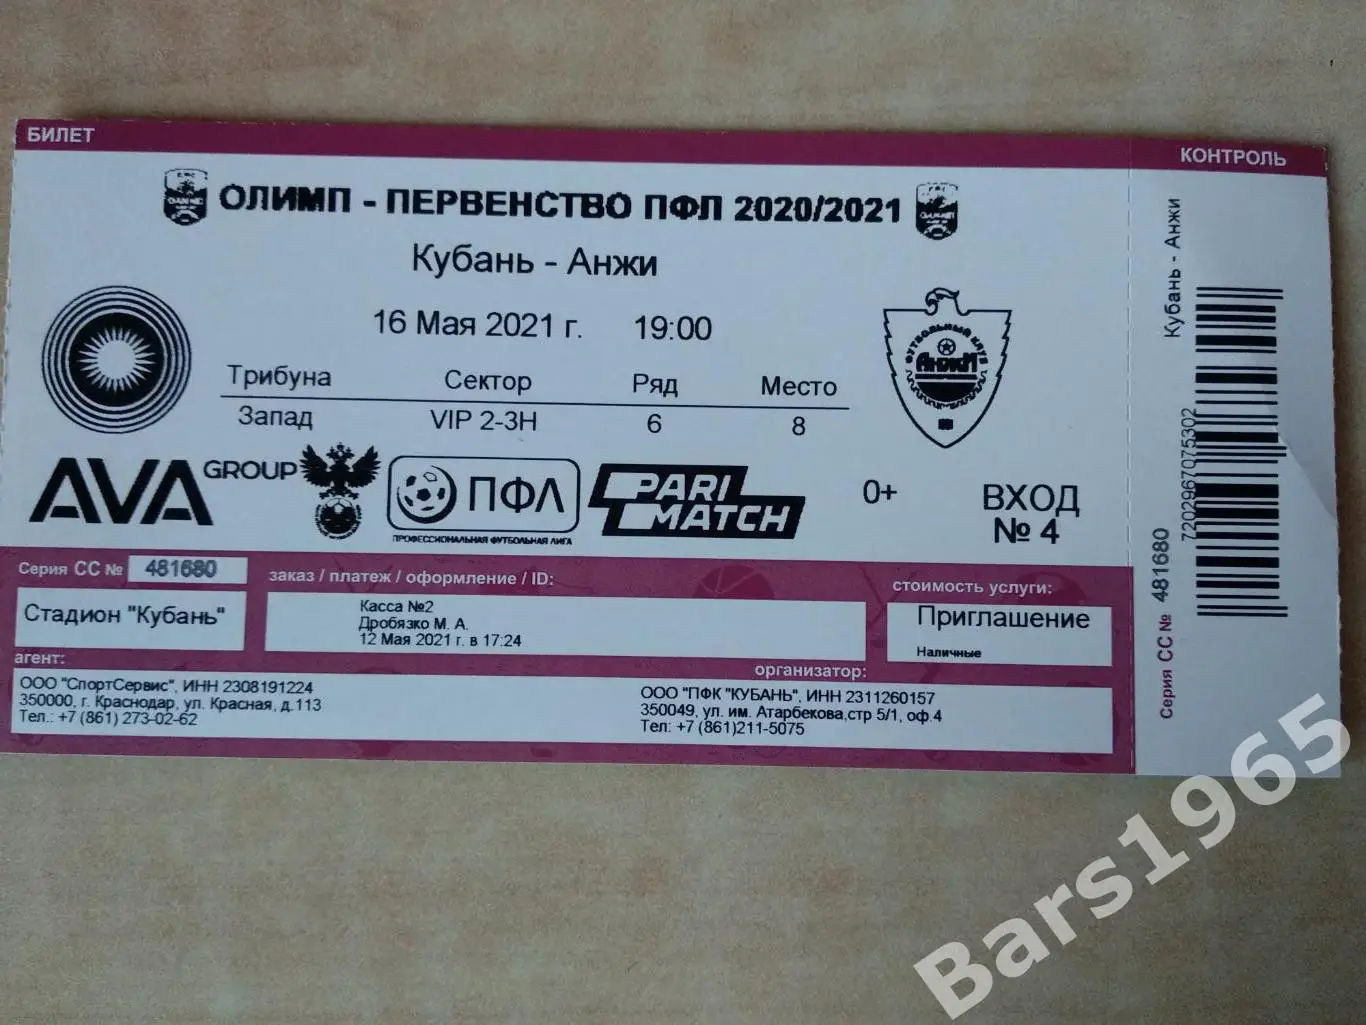 БИЛЕТ
КОНТРОЛЬ
ОЛИМП - ПЕРВЕНСТВО ПФЛ 2020/2021
Кубань - Анжи
16 Мая 2021 г. 19:00
Трибуна Сектор Ряд Место
Запад VIP 2-3Н 6 8
ФУТБОЛЬНЫЙ КЛУБ
АНЖИ
AVA GROUP
ПФЛ
ПРОФЕССИОНАЛЬНАЯ ФУТБОЛЬНАЯ ЛИГА
PARI
MATCH
0+
ВХОД
№ 4
Серия СС № 481680
Стадион "Кубань"
заказ / платеж / оформление / ID:
Касса №2
Дробязко М. А.
12 Мая 2021 г. в 17:24
стоимость услуги:
Приглашение
Наличные
агент:
ООО "СпортСервис", ИНН 2308191224
350000, г. Краснодар, ул. Красная, д.113
Тел.: +7 (861) 273-02-62
организатор:
ООО "ПФК "КУБАНЬ", ИНН 2311260157
350049, ул. им. Атарбекова,стр 5/1, оф.4
Тел: +7 (861)211-5075
Кубань - Анжи
7202967075302
Серия СС № 481680
Bars1965